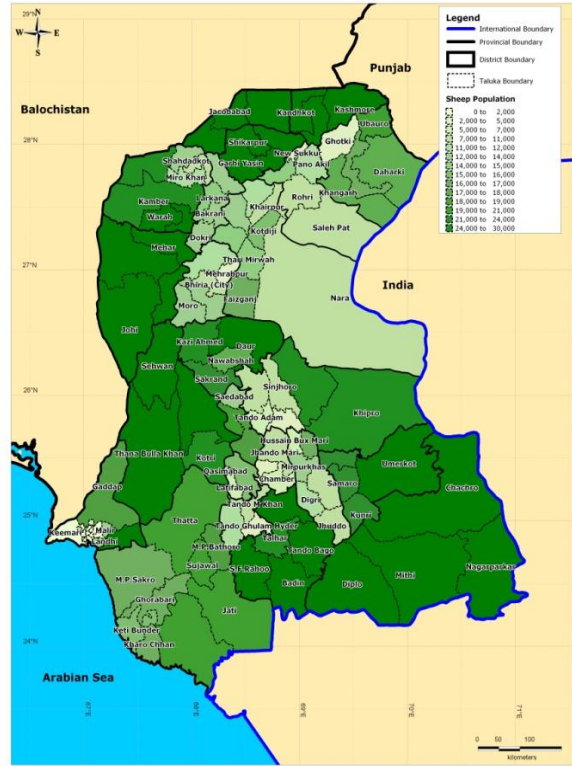 29°N
N
W
E
S
Legend
International Boundary
Provincial Boundary
District Boundary
Taluka Boundary
Sheep Population
0 to 2,000
2,000 to 5,000
5,000 to 7,000
7,000 to 11,000
11,000 to 12,000
12,000 to 14,000
14,000 to 15,000
15,000 to 16,000
16,000 to 17,000
17,000 to 18,000
18,000 to 19,000
19,000 to 21,000
21,000 to 24,000
24,000 to 30,000
Punjab
Balochistan
Jacobabad
Kandhkot
Kashmore
Ubauro
28°N
Shikarpur
Ghotki
New Sukkur
Shahdadkot
Garhi Yasin
Pano Akil
Daharki
Miro Khan
Khangarh
Larkana
Rohri
Kamber
Khairpur
Bakrani
Warah
Saleh Pat
Kotdiji
Dokri
Mehar
Thari Mirwah
27°N
Mehrabpur
India
Bhiria (City)
Nara
Faizganj
Moro
Johi
Kazi Ahmed
Daur
Nawabshah
Sehwan
Sakrand
Sinjhoro
26°N
Saedabad
Khipro
Tando Adam
Hussain Bux Mari
Thana Bulla Khan
Kotri
Jhando Mari
Umerkot
Qasimabad
Mirpurkhas
Chachro
Gaddap
Latifabad
Chamber
Samaro
Digri
Tando M Khan
25°N
Thatta
Kunri
Keemari
Malir
Tando Ghulam Hyder
Jhuddo
Landhi
Talhar
M.P.Bathoro
Tando Bago
Nagarparkar
Sujawal
S.F.Rahoo
Mithi
M.P.Sakro
Badin
Diplo
Ghorabari
Jati
Keti Bunder
Kharo Chhan
24°N
Arabian Sea
67°E
68°E
69°E
70°E
71°E
0 50 100
kilometers